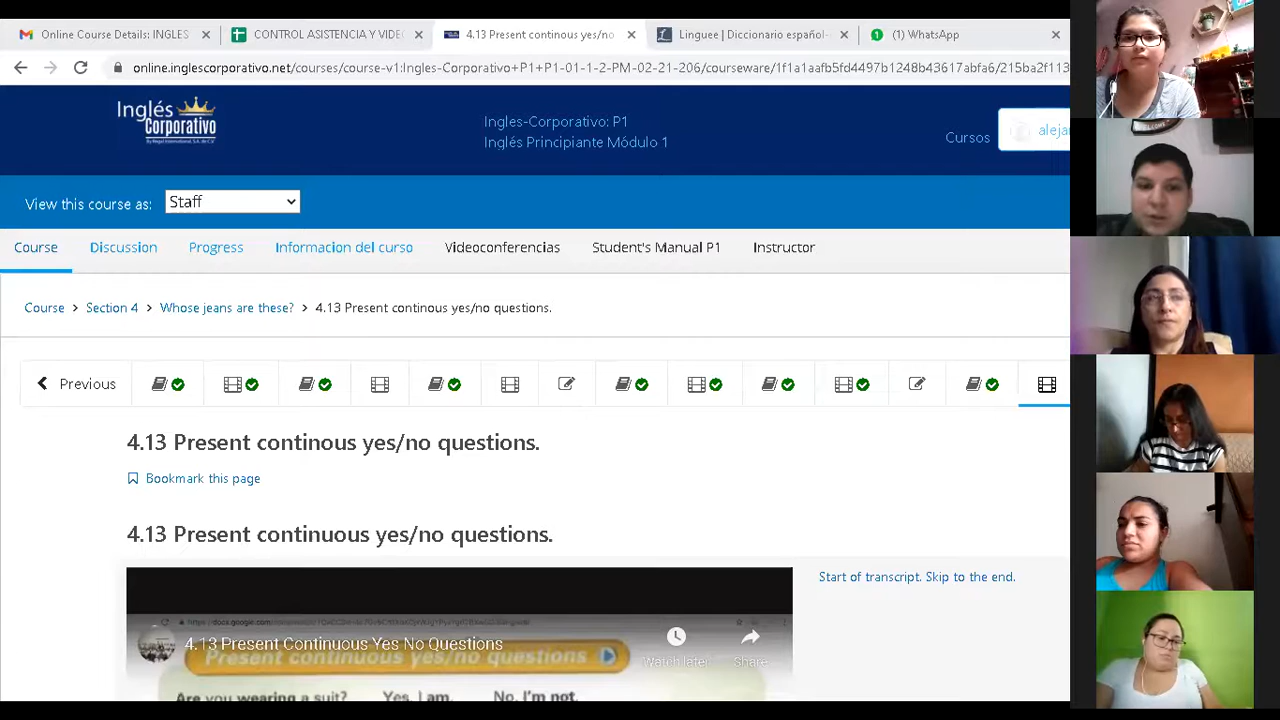 Online Course Details: INGLES
CONTROL ASISTENCIA Y VIDE
4.13 Present continous yes/no
Linguee | Diccionario español-
(1) WhatsApp
online.inglescorporativo.net/courses/course-v1:Ingles-Corporativo+P1+P1-01-1-2-PM-02-21-206/courseware/1f1a1aafb5fd4497b1248b43617abfa6/215ba2f113
Inglés
Corporativo
Ingles-Corporativo: P1
Inglés Principiante Módulo 1
Cursos
aleja
View this course as:
Staff
Course
Discussion
Progress
Informacion del curso
Videoconferencias
Student's Manual P1
Instructor
Course > Section 4 > Whose jeans are these? > 4.13 Present continous yes/no questions.
Previous
4.13 Present continous yes/no questions.
Bookmark this page
4.13 Present continuous yes/no questions.
Start of transcript. Skip to the end.
4.13 Present Continuous Yes No Questions
Present continuous yes/no questions
Watch later
Share
Are you wearing a suit? Yes, I am. No, I'm not.